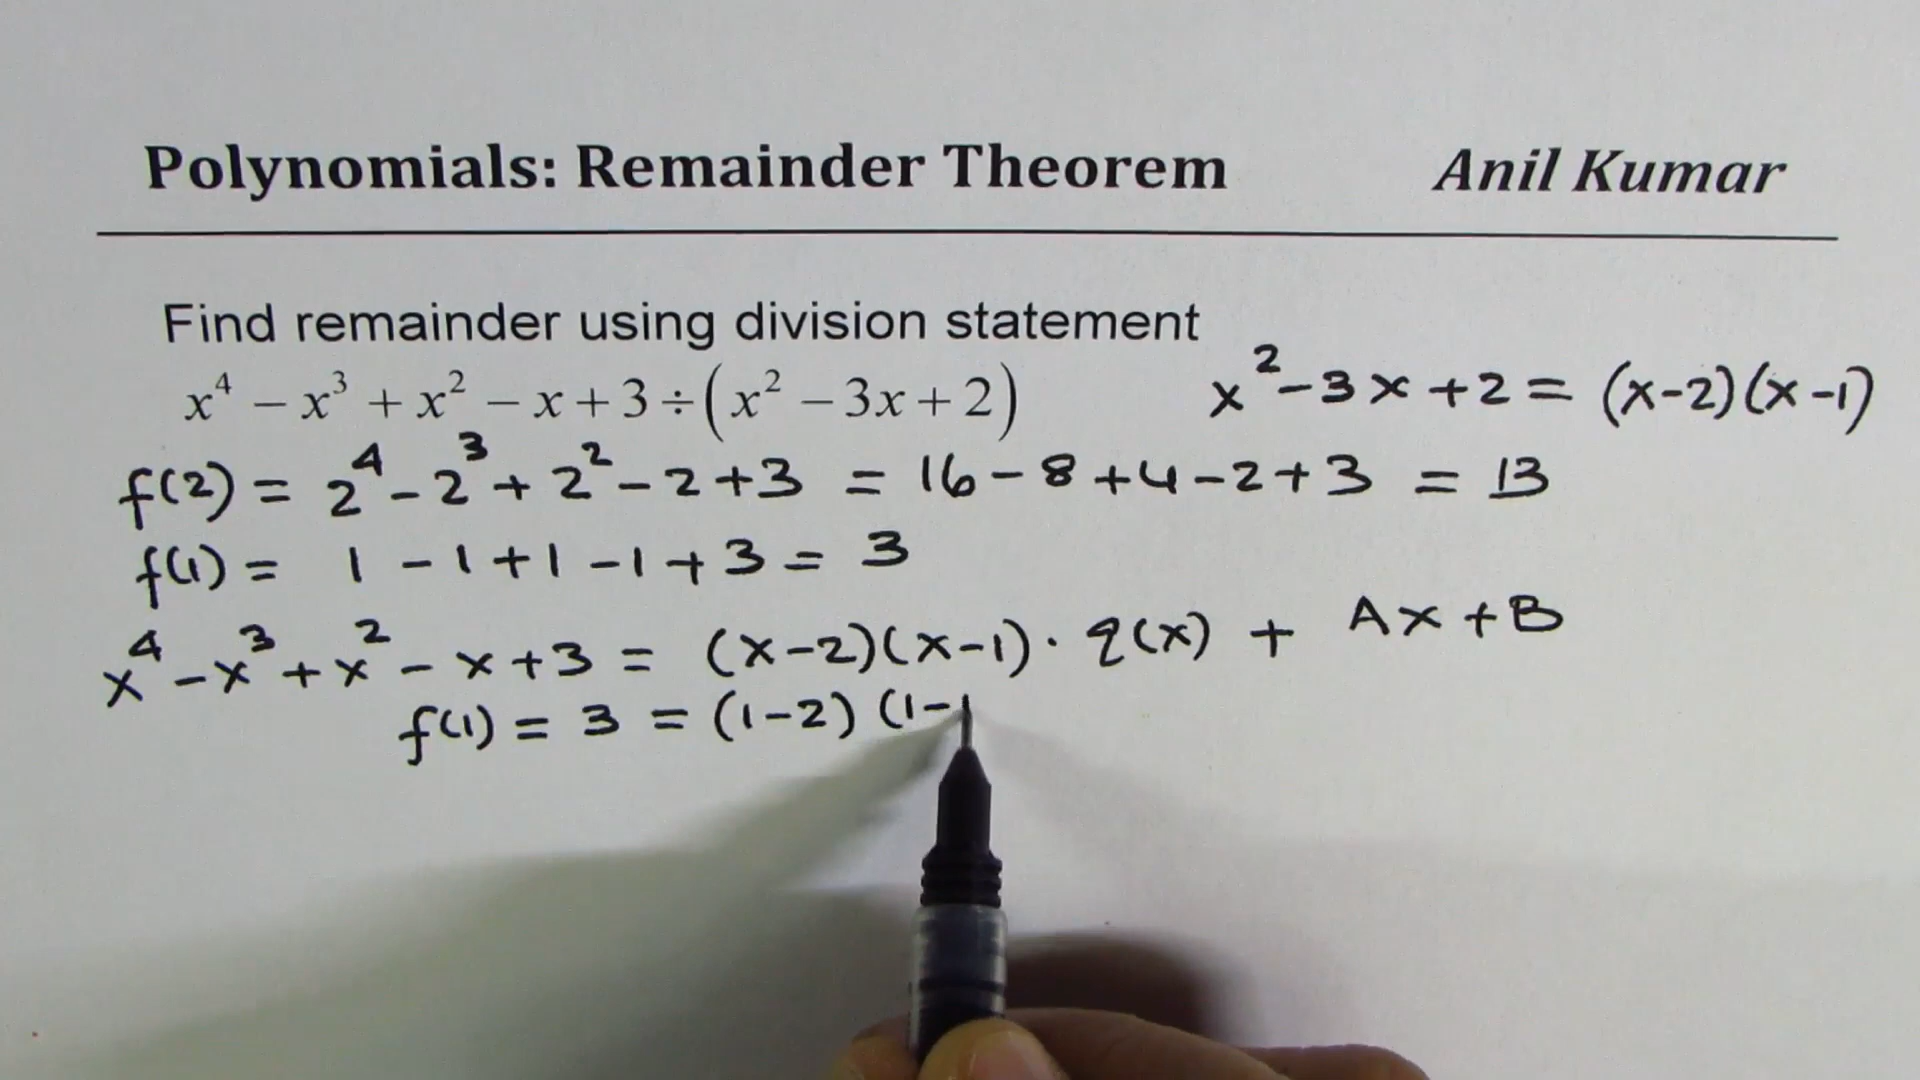 Polynomials: Remainder Theorem Anil Kumar
Find remainder using division statement
x⁴ − x³ + x² − x + 3 ÷ (x² − 3x + 2) x² − 3x + 2 = (x−2)(x−1)
f(2) = 2⁴ − 2³ + 2² − 2 + 3 = 16 − 8 + 4 − 2 + 3 = 13
f(1) = 1 − 1 + 1 − 1 + 3 = 3
x⁴ − x³ + x² − x + 3 = (x−2)(x−1) · q(x) + Ax + B
f(1) = 3 = (1−2) (1−1